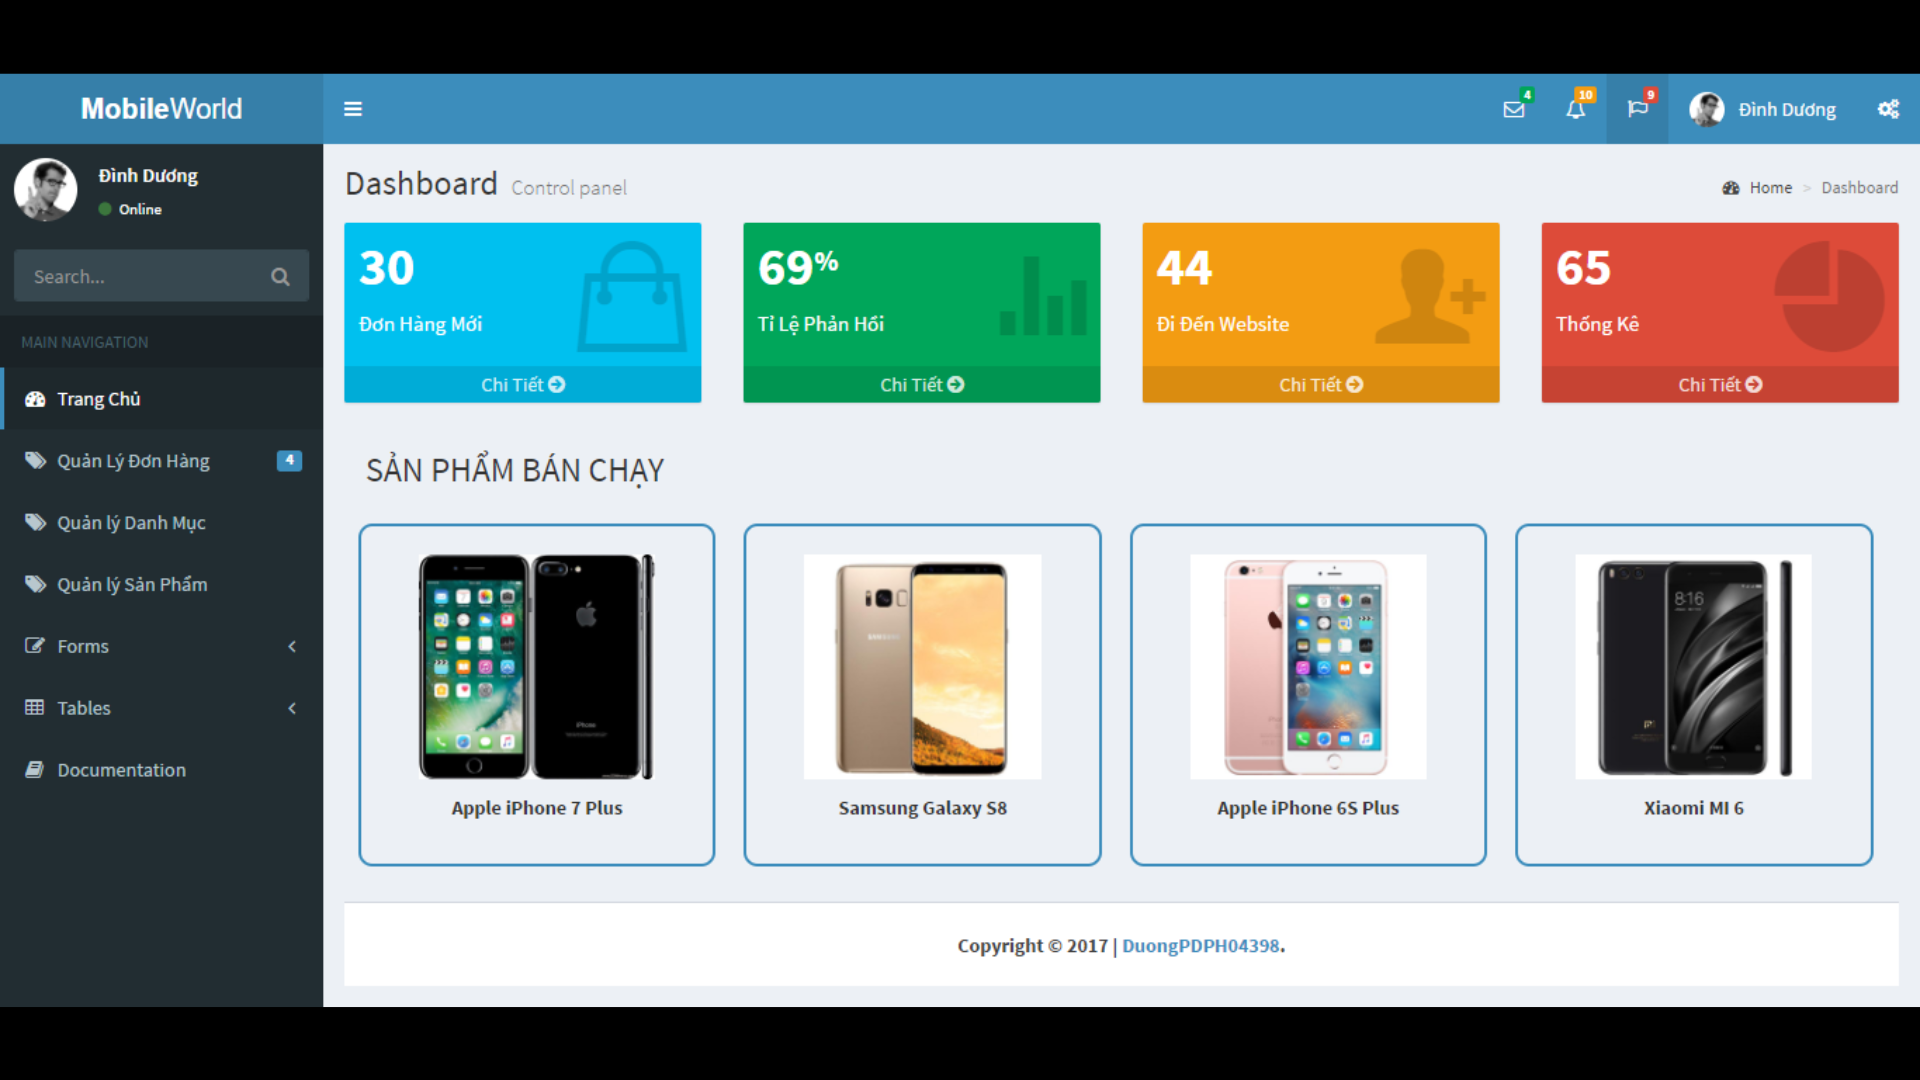 MobileWorld
4
10
9
Đình Dương
Đình Dương
Online
Search...
MAIN NAVIGATION
Trang Chủ
Quản Lý Đơn Hàng 4
Quản lý Danh Mục
Quản lý Sản Phẩm
Forms
Tables
Documentation
Dashboard Control panel
Home > Dashboard
30
Đơn Hàng Mới
Chi Tiết
69%
Tỉ Lệ Phản Hồi
Chi Tiết
44
Đi Đến Website
Chi Tiết
65
Thống Kê
Chi Tiết
SẢN PHẨM BÁN CHẠY
SAMSUNG
8:16
Apple iPhone 7 Plus
Samsung Galaxy S8
Apple iPhone 6S Plus
Xiaomi MI 6
Copyright © 2017 | DuongPDPH04398.